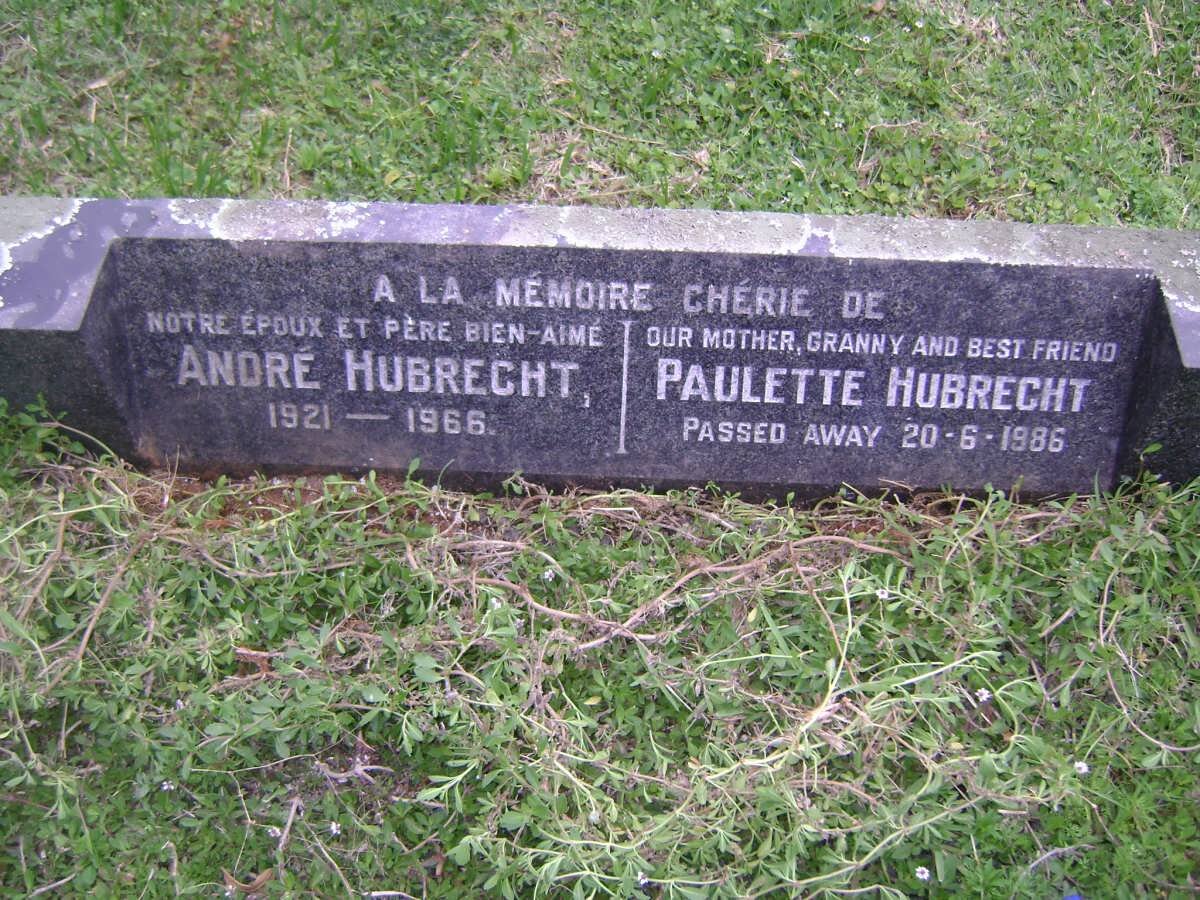 A LA MÉMOIRE CHÉRIE DE
NOTRE ÉPOUX ET PÈRE BIEN-AIMÉ
ANDRÉ HUBRECHT,
1921 — 1966.
OUR MOTHER, GRANNY AND BEST FRIEND
PAULETTE HUBRECHT
PASSED AWAY 20-6-1986